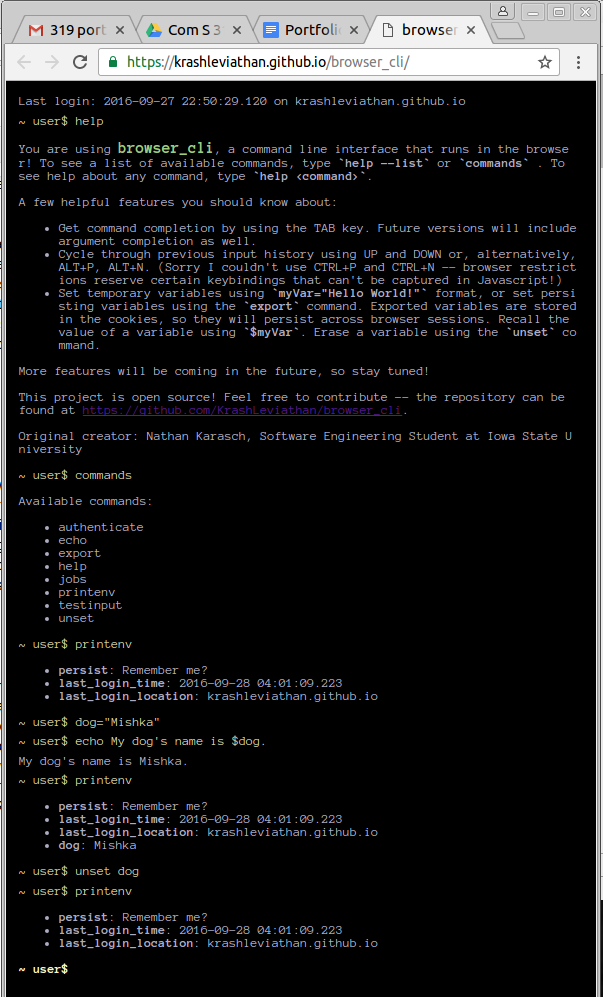 319 port
Com S 3
Portfolio
browser
https://krashleviathan.github.io/browser_cli/
Last login: 2016-09-27 22:50:29.120 on krashleviathan.github.io
~ user$ help
You are using browser_cli, a command line interface that runs in the browse
r! To see a list of available commands, type `help --list` or `commands` . To
see help about any command, type `help <command>`.
A few helpful features you should know about:
• Get command completion by using the TAB key. Future versions will include
argument completion as well.
• Cycle through previous input history using UP and DOWN or, alternatively,
ALT+P, ALT+N. (Sorry I couldn't use CTRL+P and CTRL+N -- browser restrict
ions reserve certain keybindings that can't be captured in Javascript!)
• Set temporary variables using `myVar="Hello World!"` format, or set persi
sting variables using the `export` command. Exported variables are stored
in the cookies, so they will persist across browser sessions. Recall the
value of a variable using `$myVar`. Erase a variable using the `unset` co
mmand.
More features will be coming in the future, so stay tuned!
This project is open source! Feel free to contribute -- the repository can be
found at https://github.com/KrashLeviathan/browser_cli.
Original creator: Nathan Karasch, Software Engineering Student at Iowa State U
niversity
~ user$ commands
Available commands:
• authenticate
• echo
• export
• help
• jobs
• printenv
• testinput
• unset
~ user$ printenv
• persist: Remember me?
• last_login_time: 2016-09-28 04:01:09.223
• last_login_location: krashleviathan.github.io
~ user$ dog="Mishka"
~ user$ echo My dog's name is $dog.
My dog's name is Mishka.
~ user$ printenv
• persist: Remember me?
• last_login_time: 2016-09-28 04:01:09.223
• last_login_location: krashleviathan.github.io
• dog: Mishka
~ user$ unset dog
~ user$ printenv
• persist: Remember me?
• last_login_time: 2016-09-28 04:01:09.223
• last_login_location: krashleviathan.github.io
~ user$